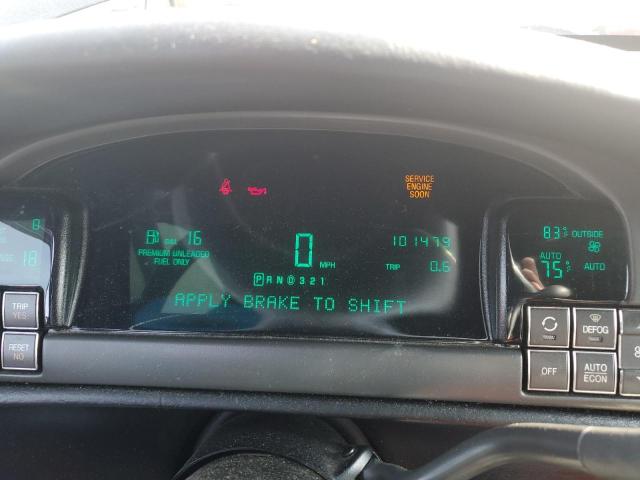 SERVICE
ENGINE
SOON
GAL 16
PREMIUM UNLEADED
FUEL ONLY
0 MPH
101479
TRIP 0.6
P R N D 3 2 1
APPLY BRAKE TO SHIFT
0
18
TRIP
YES
RESET
NO
83°F OUTSIDE
AUTO
75°F AUTO
DEFOG
OFF
AUTO
ECON